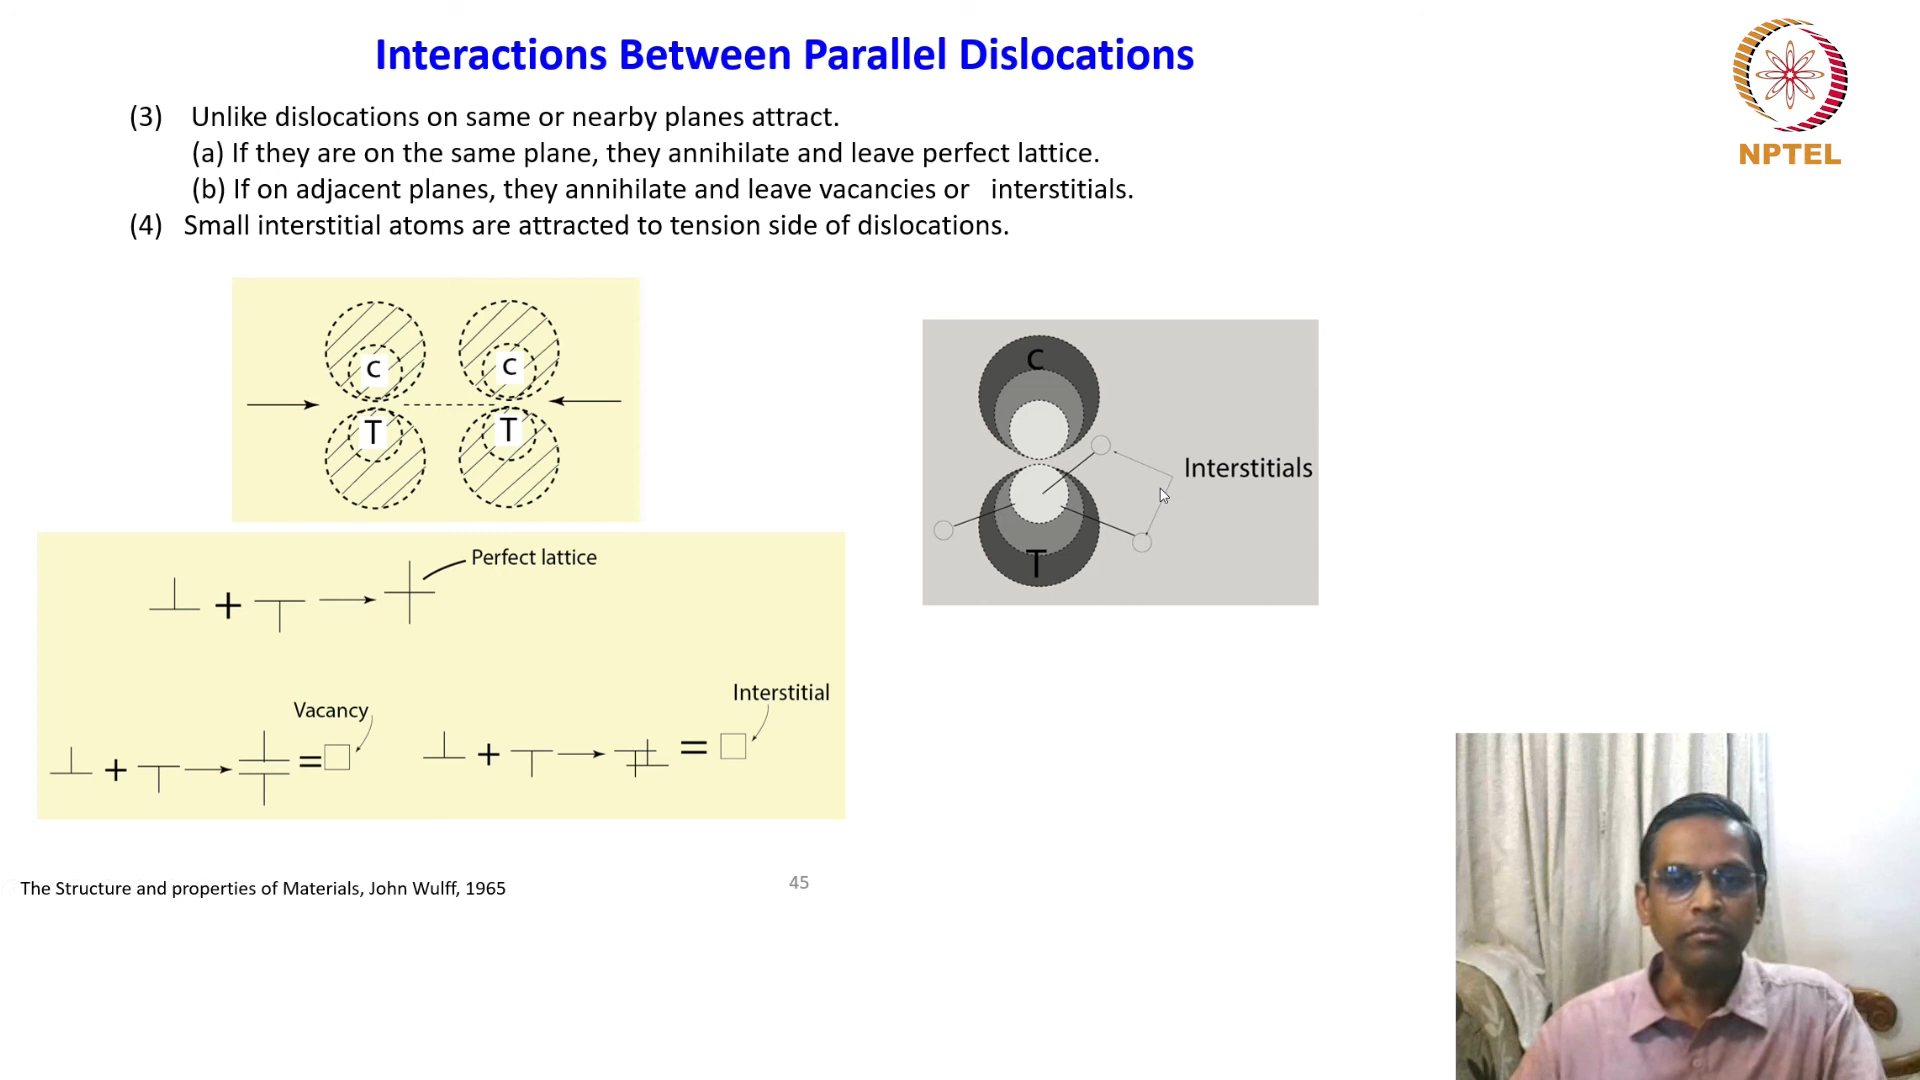 Interactions Between Parallel Dislocations
NPTEL
(3) Unlike dislocations on same or nearby planes attract.
(a) If they are on the same plane, they annihilate and leave perfect lattice.
(b) If on adjacent planes, they annihilate and leave vacancies or interstitials.
(4) Small interstitial atoms are attracted to tension side of dislocations.
C C
T T
C
Interstitials
T
Perfect lattice
+
Vacancy
+ =
Interstitial
+ =
The Structure and properties of Materials, John Wulff, 1965
45